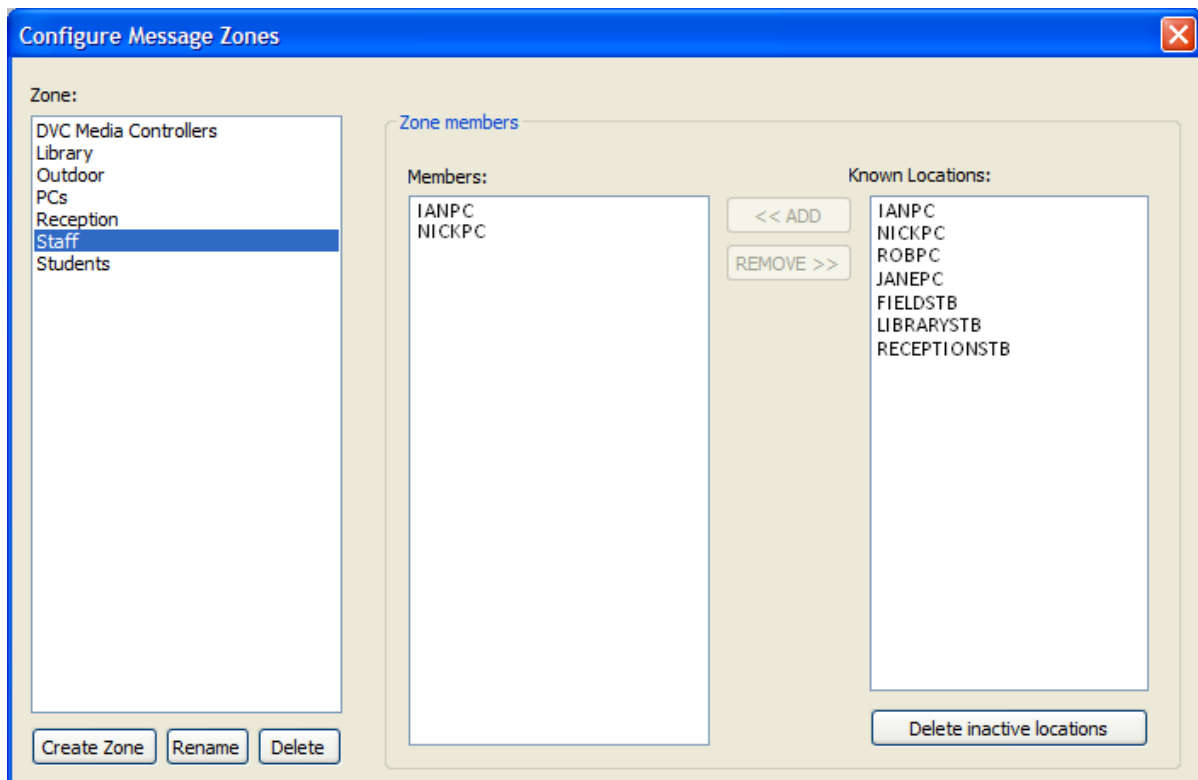 Configure Message Zones
Zone:
DVC Media Controllers
Library
Outdoor
PCs
Reception
Staff
Students
Create Zone
Rename
Delete
Zone members
Members:
IANPC
NICKPC
<< ADD
REMOVE >>
Known Locations:
IANPC
NICKPC
ROBPC
JANEPC
FIELDSTB
LIBRARYSTB
RECEPTIONSTB
Delete inactive locations